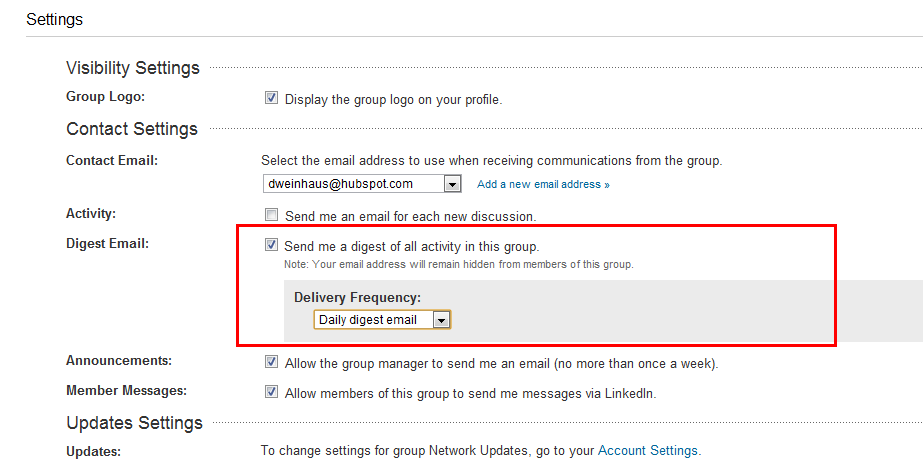 Settings
Visibility Settings
Group Logo: Display the group logo on your profile.
Contact Settings
Contact Email: Select the email address to use when receiving communications from the group.
dweinhaus@hubspot.com Add a new email address »
Activity: Send me an email for each new discussion.
Digest Email: Send me a digest of all activity in this group.
Note: Your email address will remain hidden from members of this group.
Delivery Frequency:
Daily digest email
Announcements: Allow the group manager to send me an email (no more than once a week).
Member Messages: Allow members of this group to send me messages via LinkedIn.
Updates Settings
Updates: To change settings for group Network Updates, go to your Account Settings.